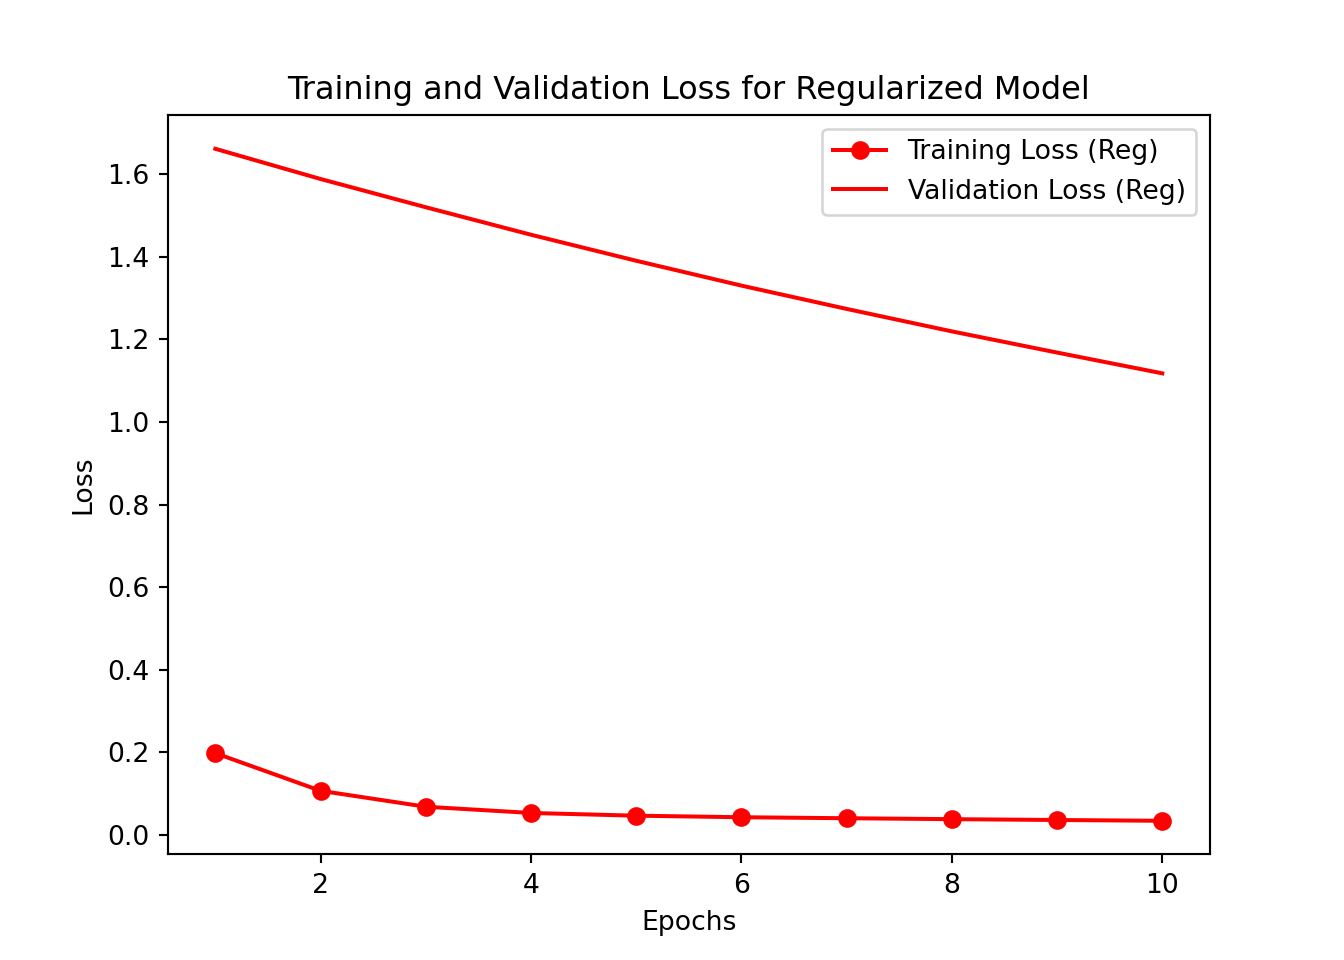 Training and Validation Loss for Regularized Model
Training Loss (Reg)
Validation Loss (Reg)
Loss
1.6
1.4
1.2
1.0
0.8
0.6
0.4
0.2
0.0
2 4 6 8 10
Epochs